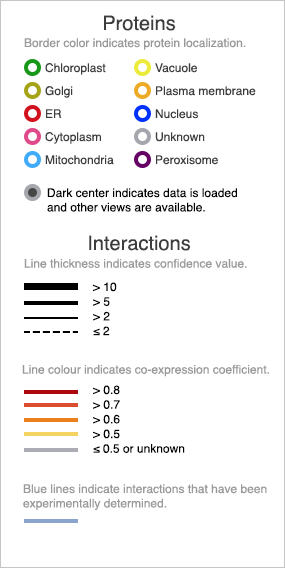 Proteins
Border color indicates protein localization.
Chloroplast
Vacuole
Golgi
Plasma membrane
ER
Nucleus
Cytoplasm
Unknown
Mitochondria
Peroxisome
Dark center indicates data is loaded
and other views are available.
Interactions
Line thickness indicates confidence value.
> 10
> 5
> 2
≤ 2
Line colour indicates co-expression coefficient.
> 0.8
> 0.7
> 0.6
> 0.5
≤ 0.5 or unknown
Blue lines indicate interactions that have been
experimentally determined.